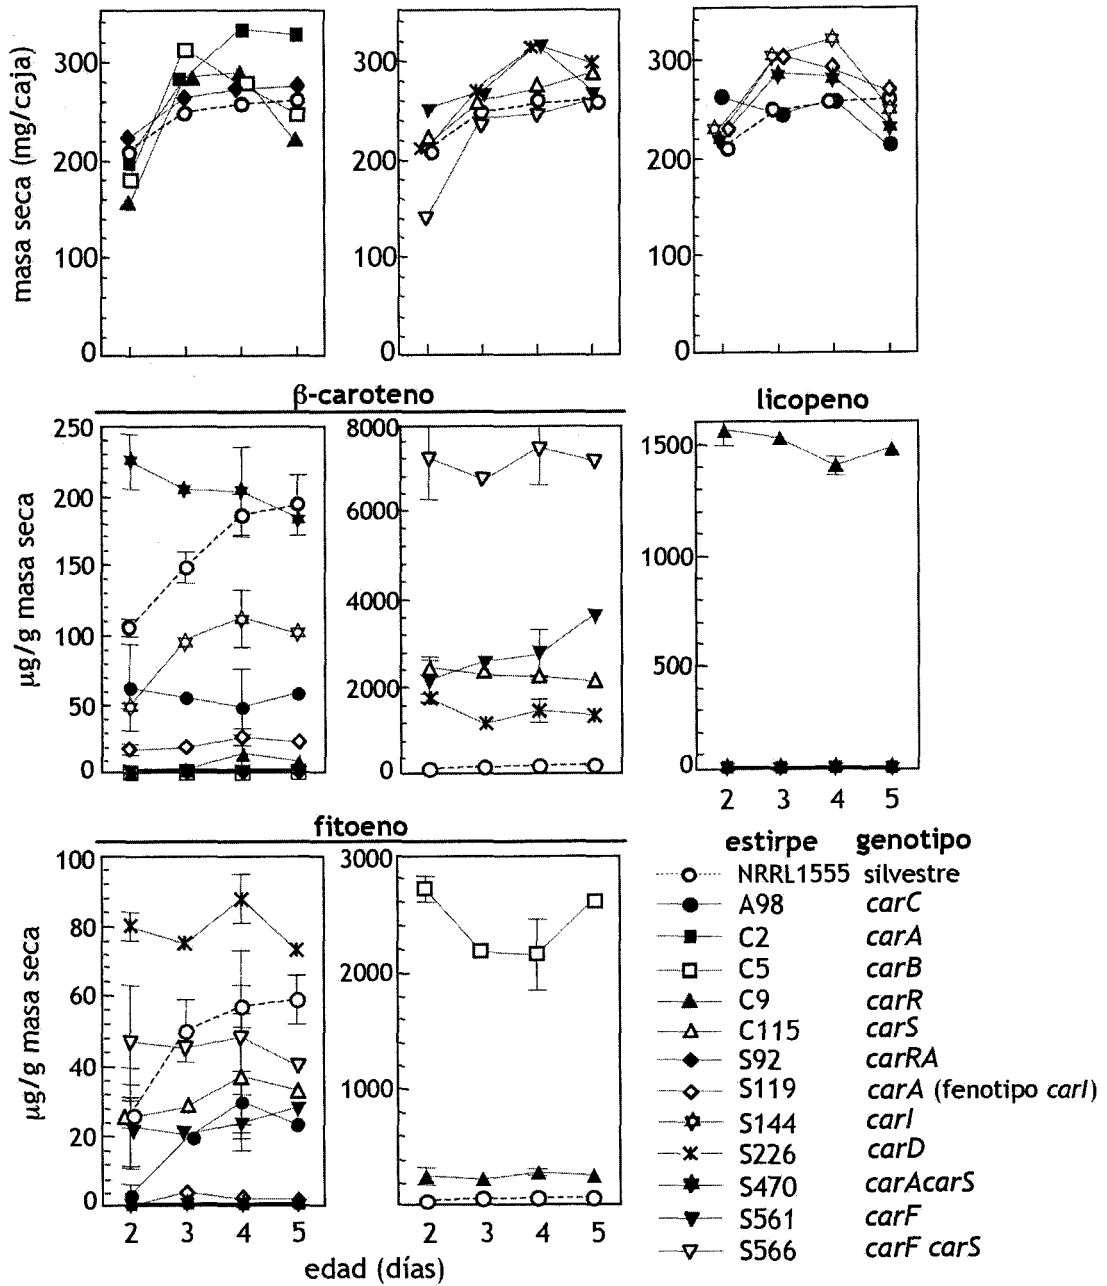 masa seca (mg/caja)
300
200
100
0
300
200
100
0
300
200
100
0
β-caroteno
licopeno
µg/g masa seca
250
200
150
100
50
0
8000
6000
4000
2000
0
1500
1000
500
0
2 3 4 5
fitoeno
µg/g masa seca
100
80
60
40
20
0
2 3 4 5
3000
2000
1000
2 3 4 5
edad (días)
estirpe genotipo
NRRL1555 silvestre
A98 carC
C2 carA
C5 carB
C9 carR
C115 carS
S92 carRA
S119 carA (fenotipo carI)
S144 carI
S226 carD
S470 carAcarS
S561 carF
S566 carF carS